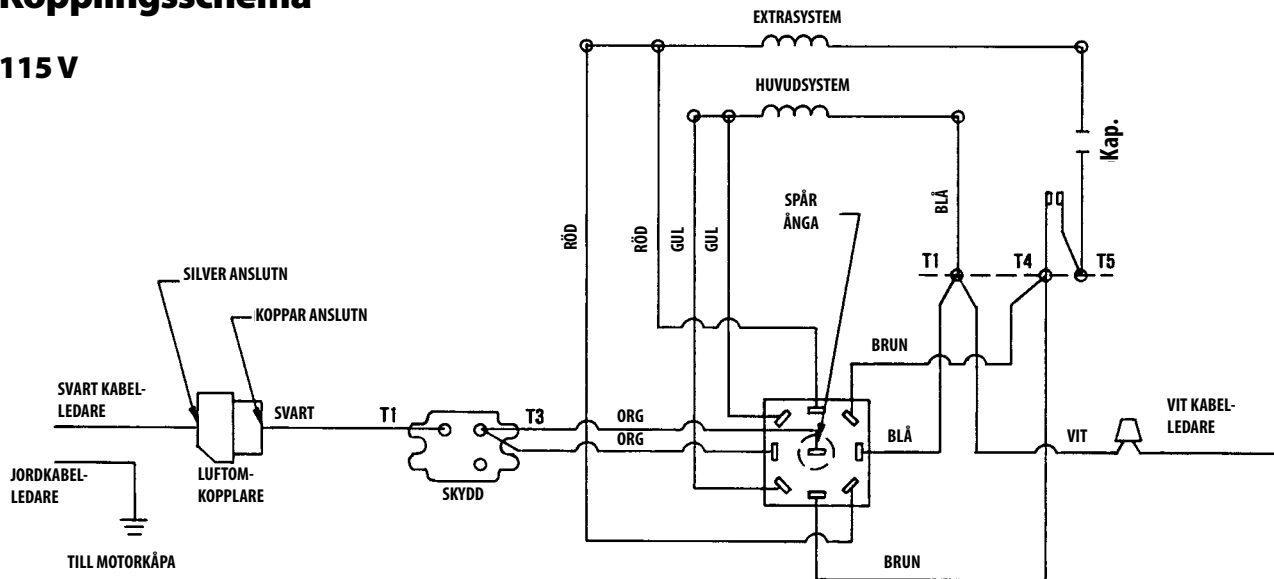 Kopplingsschema
115 V
EXTRASYSTEM
HUVUDSYSTEM
Kap.
RÖD
RÖD
GUL
GUL
SPÅR
ÅNGA
BLÅ
T1
T4
T5
SILVER ANSLUTN
KOPPAR ANSLUTN
BRUN
SVART KABEL-
LEDARE
SVART
T1
T3
ORG
ORG
BLÅ
VIT
VIT KABEL-
LEDARE
JORDKABEL-
LEDARE
LUFTOM-
KOPPLARE
SKYDD
TILL MOTORKÅPA
BRUN